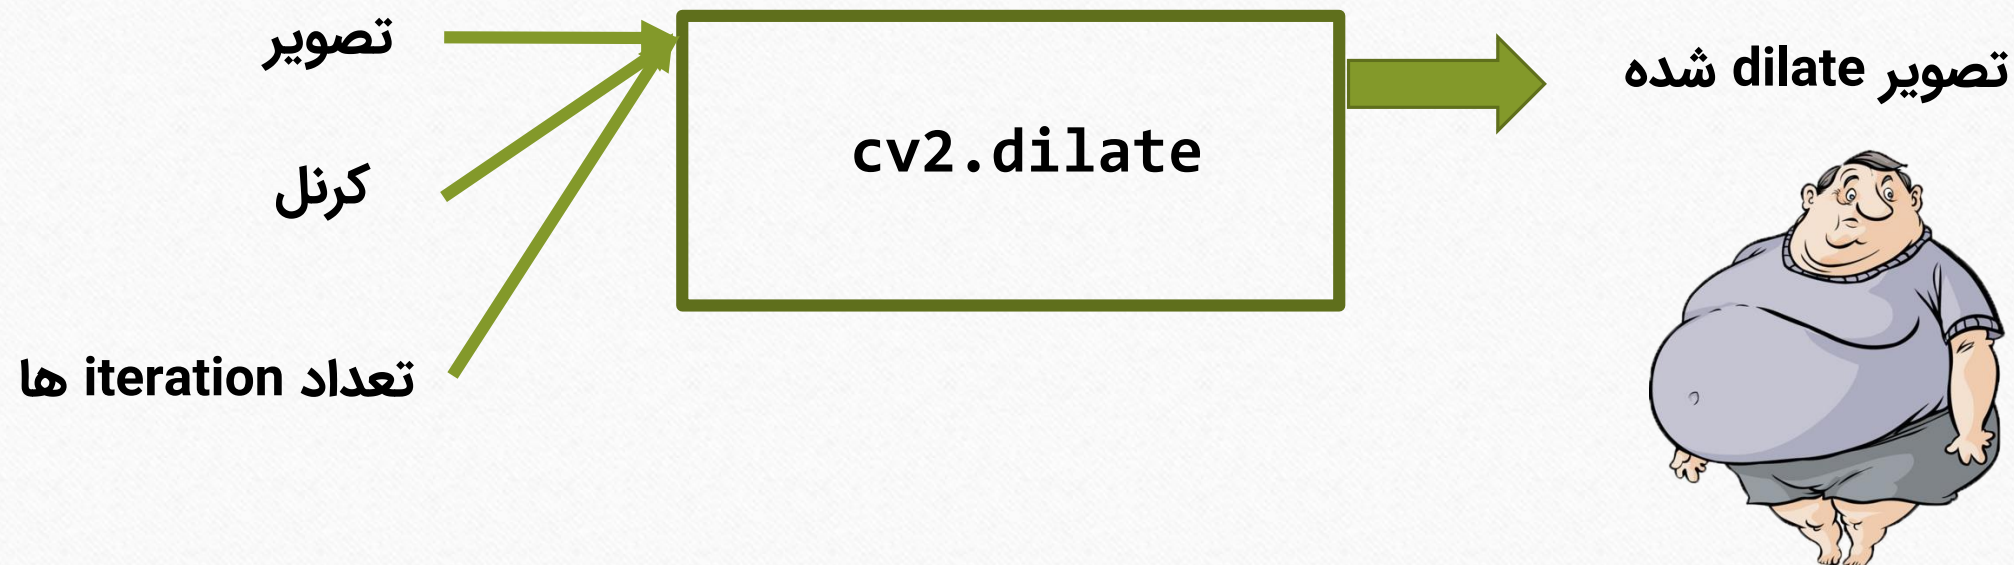 تصویر
کرنل
تعداد iteration ها
cv2.dilate
تصویر dilate شده